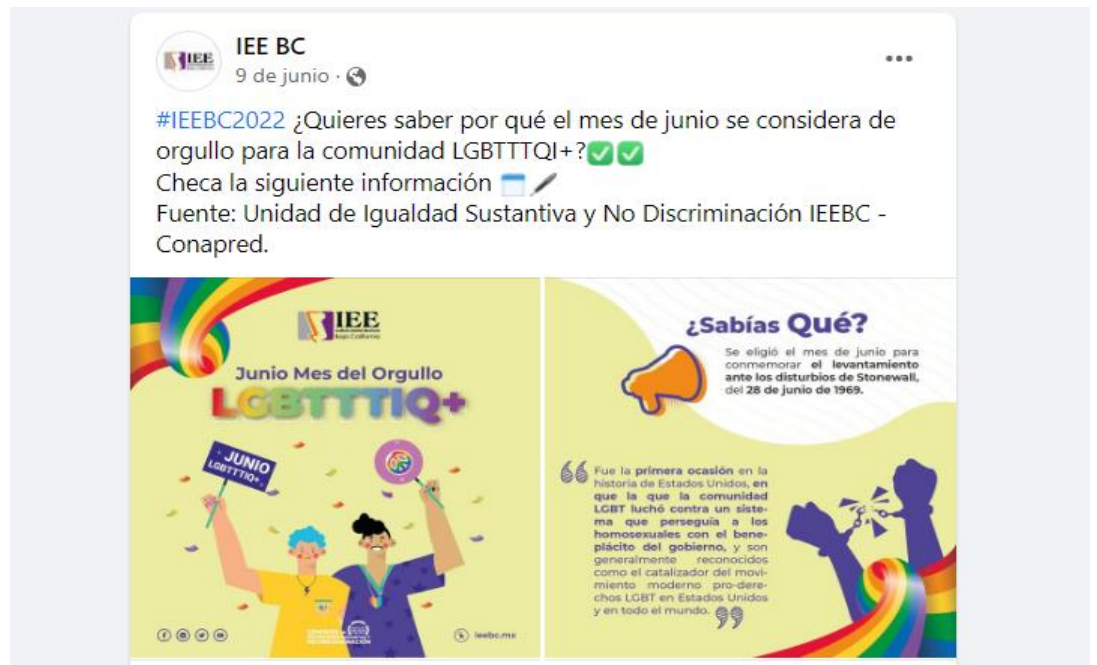 IEE
IEE BC
9 de junio ·
#IEEBC2022 ¿Quieres saber por qué el mes de junio se considera de
orgullo para la comunidad LGBTTTQI+?
Checa la siguiente información
Fuente: Unidad de Igualdad Sustantiva y No Discriminación IEEBC -
Conapred.
IEE
Baja California
Junio Mes del Orgullo
LGBTTTIQ+
JUNIO
LGBTTTIQ+
ieebc.mx
¿Sabías Qué?
Se eligió el mes de junio para
conmemorar el levantamiento
ante los disturbios de Stonewall,
del 28 de junio de 1969.
Fue la primera ocasión en la
historia de Estados Unidos, en
que la que la comunidad
LGBT luchó contra un siste-
ma que perseguía a los
homosexuales con el bene-
plácito del gobierno, y son
generalmente reconocidos
como el catalizador del movi-
miento moderno pro-dere-
chos LGBT en Estados Unidos
y en todo el mundo.